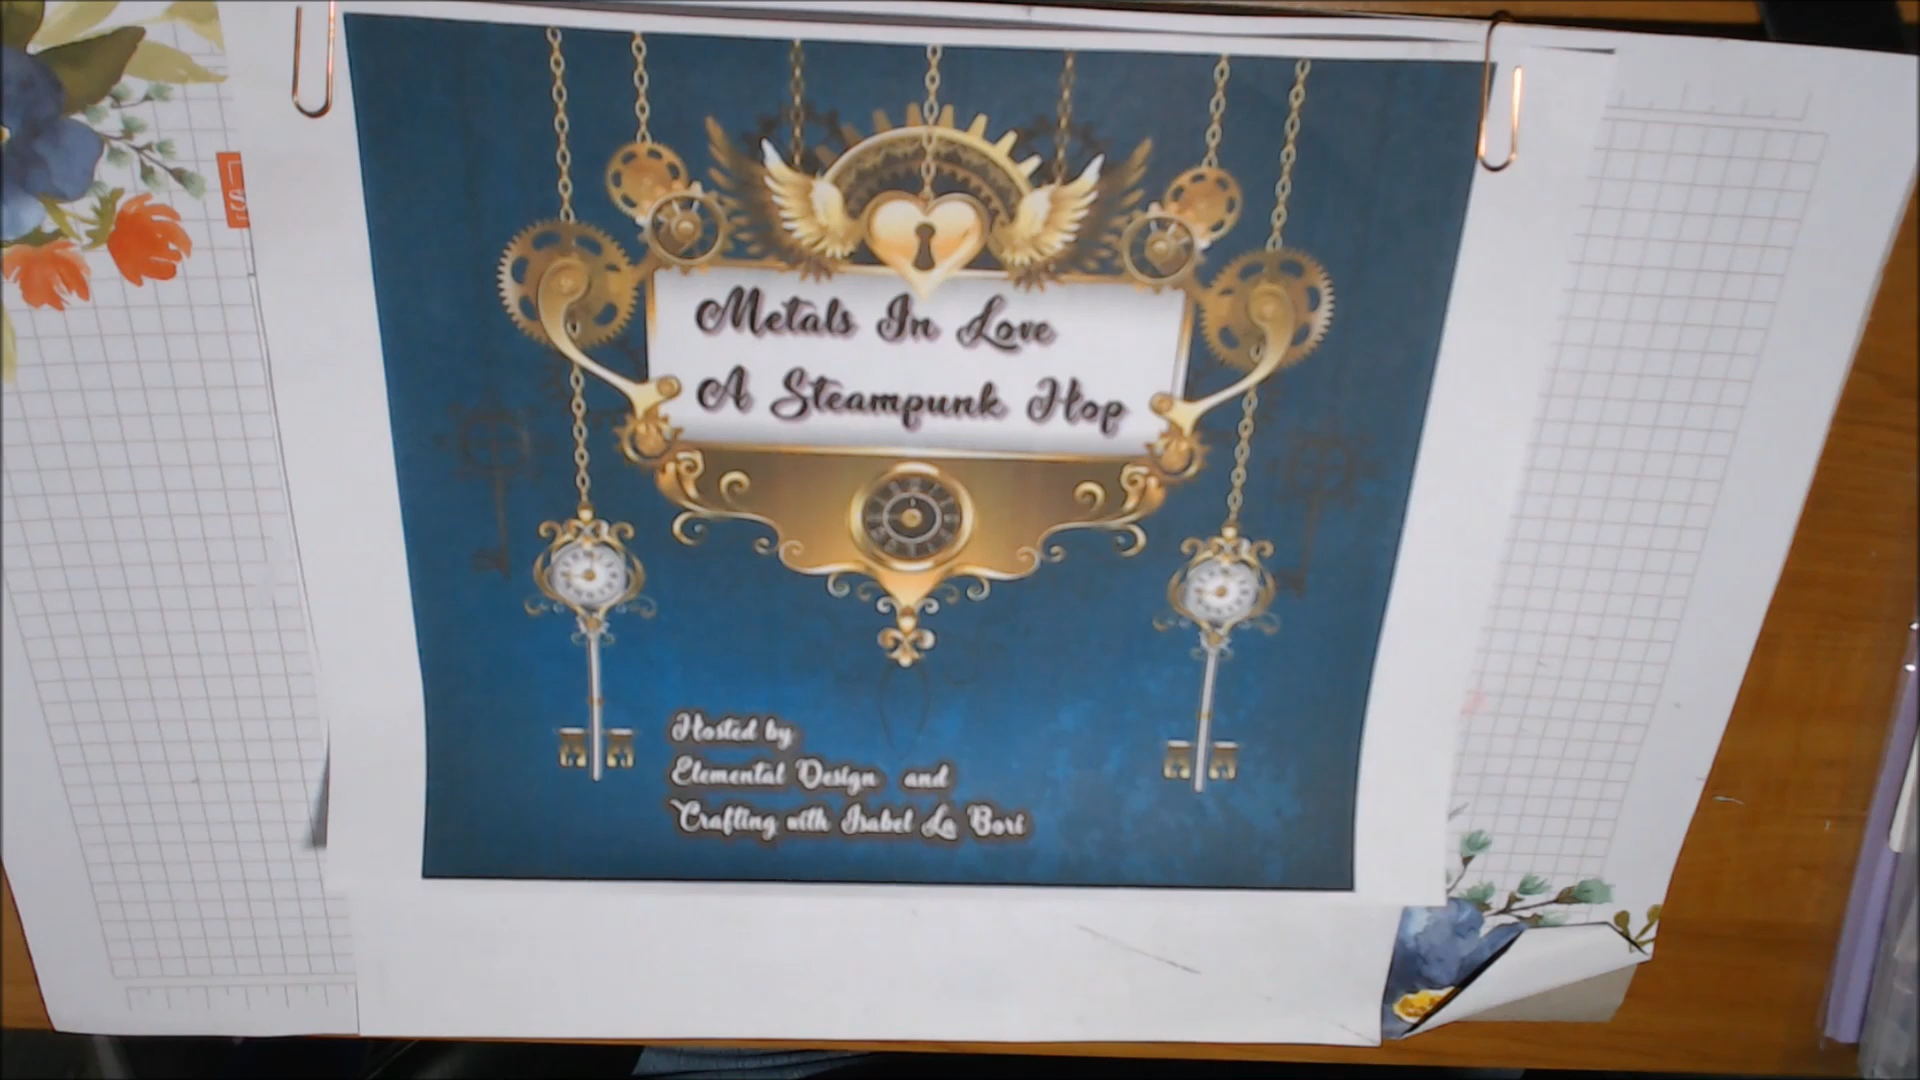 Metals In Love
A Steampunk Hop
Hosted by
Elemental Design and
Crafting with Isabel La Bori